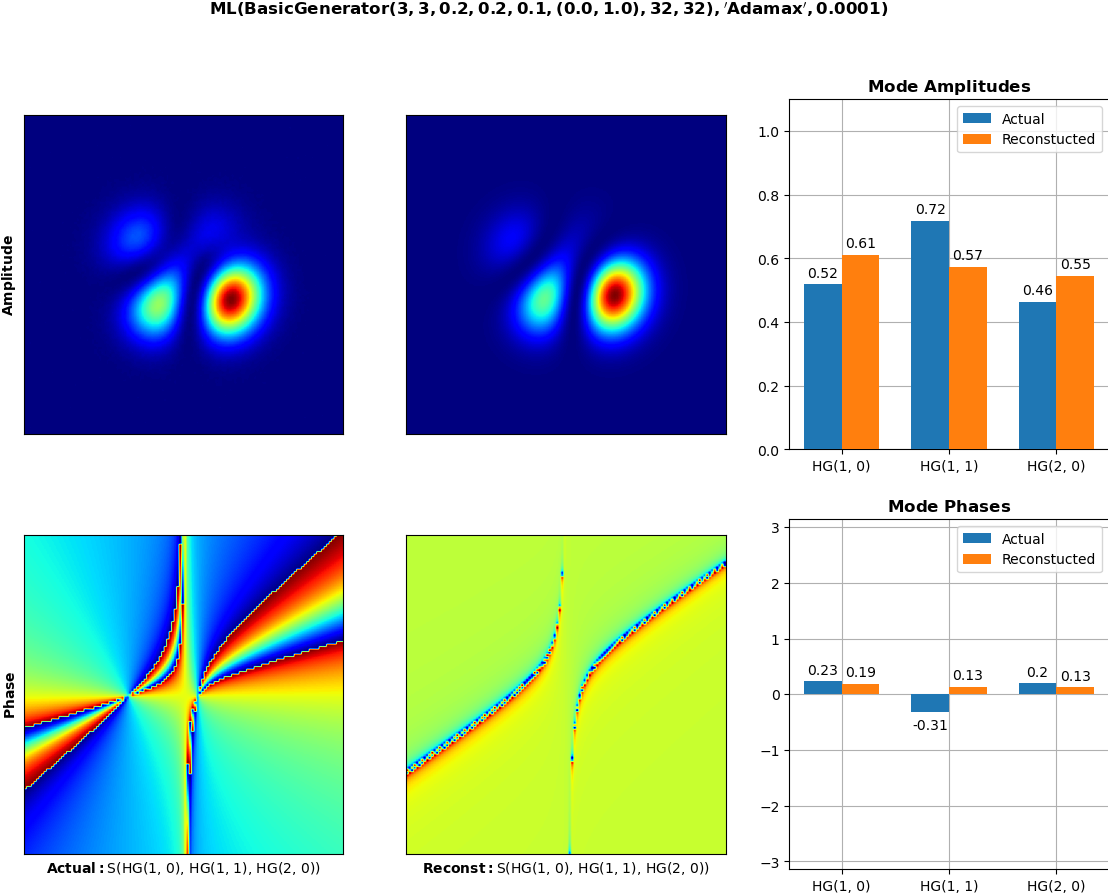 ML(BasicGenerator(3, 3, 0.2, 0.2, 0.1, (0.0, 1.0), 32, 32), 'Adamax', 0.0001)
Amplitude
Mode Amplitudes
Actual
Reconstucted
1.0
0.8
0.6
0.4
0.2
0.0
0.52
0.61
0.72
0.57
0.46
0.55
HG(1, 0)
HG(1, 1)
HG(2, 0)
Phase
Actual: S(HG(1, 0), HG(1, 1), HG(2, 0))
Reconst: S(HG(1, 0), HG(1, 1), HG(2, 0))
Mode Phases
Actual
Reconstucted
3
2
1
0
−1
−2
−3
0.23
0.19
-0.31
0.13
0.2
0.13
HG(1, 0)
HG(1, 1)
HG(2, 0)